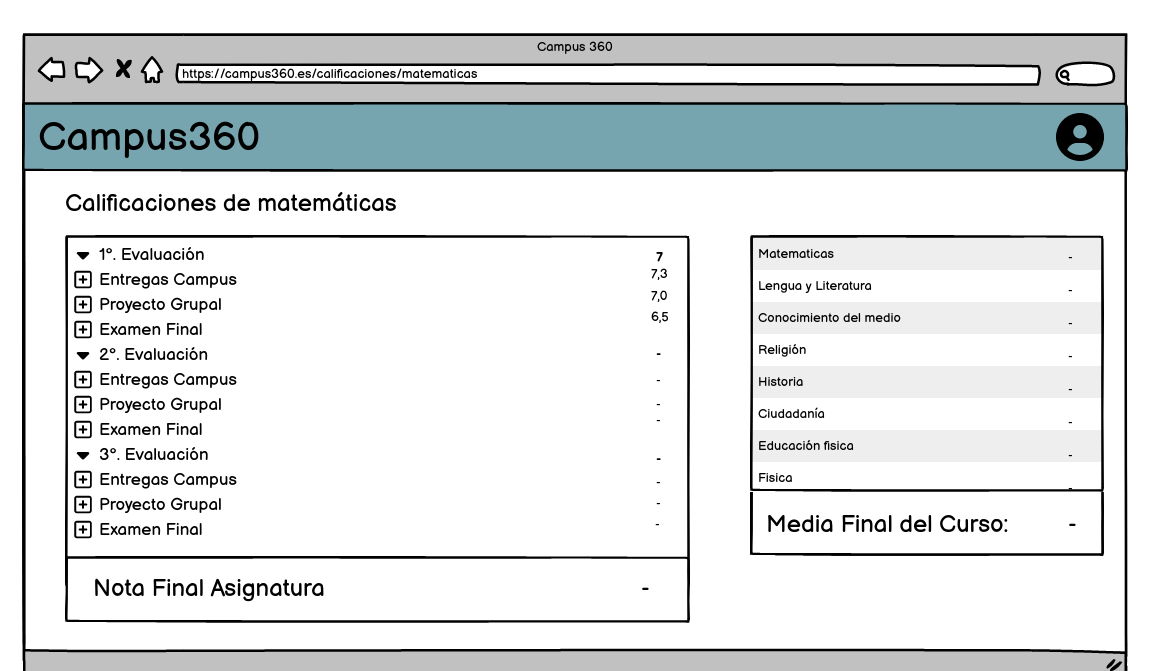 Campus 360
https://campus360.es/calificaciones/matematicas
Campus360
Calificaciones de matemáticas
1º. Evaluación 7
Entregas Campus 7,3
Proyecto Grupal 7,0
Examen Final 6,5
2º. Evaluación -
Entregas Campus -
Proyecto Grupal -
Examen Final -
3º. Evaluación -
Entregas Campus -
Proyecto Grupal -
Examen Final -
Nota Final Asignatura -
Matematicas -
Lengua y Literatura -
Conocimiento del medio -
Religión -
Historia -
Ciudadanía -
Educación fisica -
Fisica -
Media Final del Curso: -